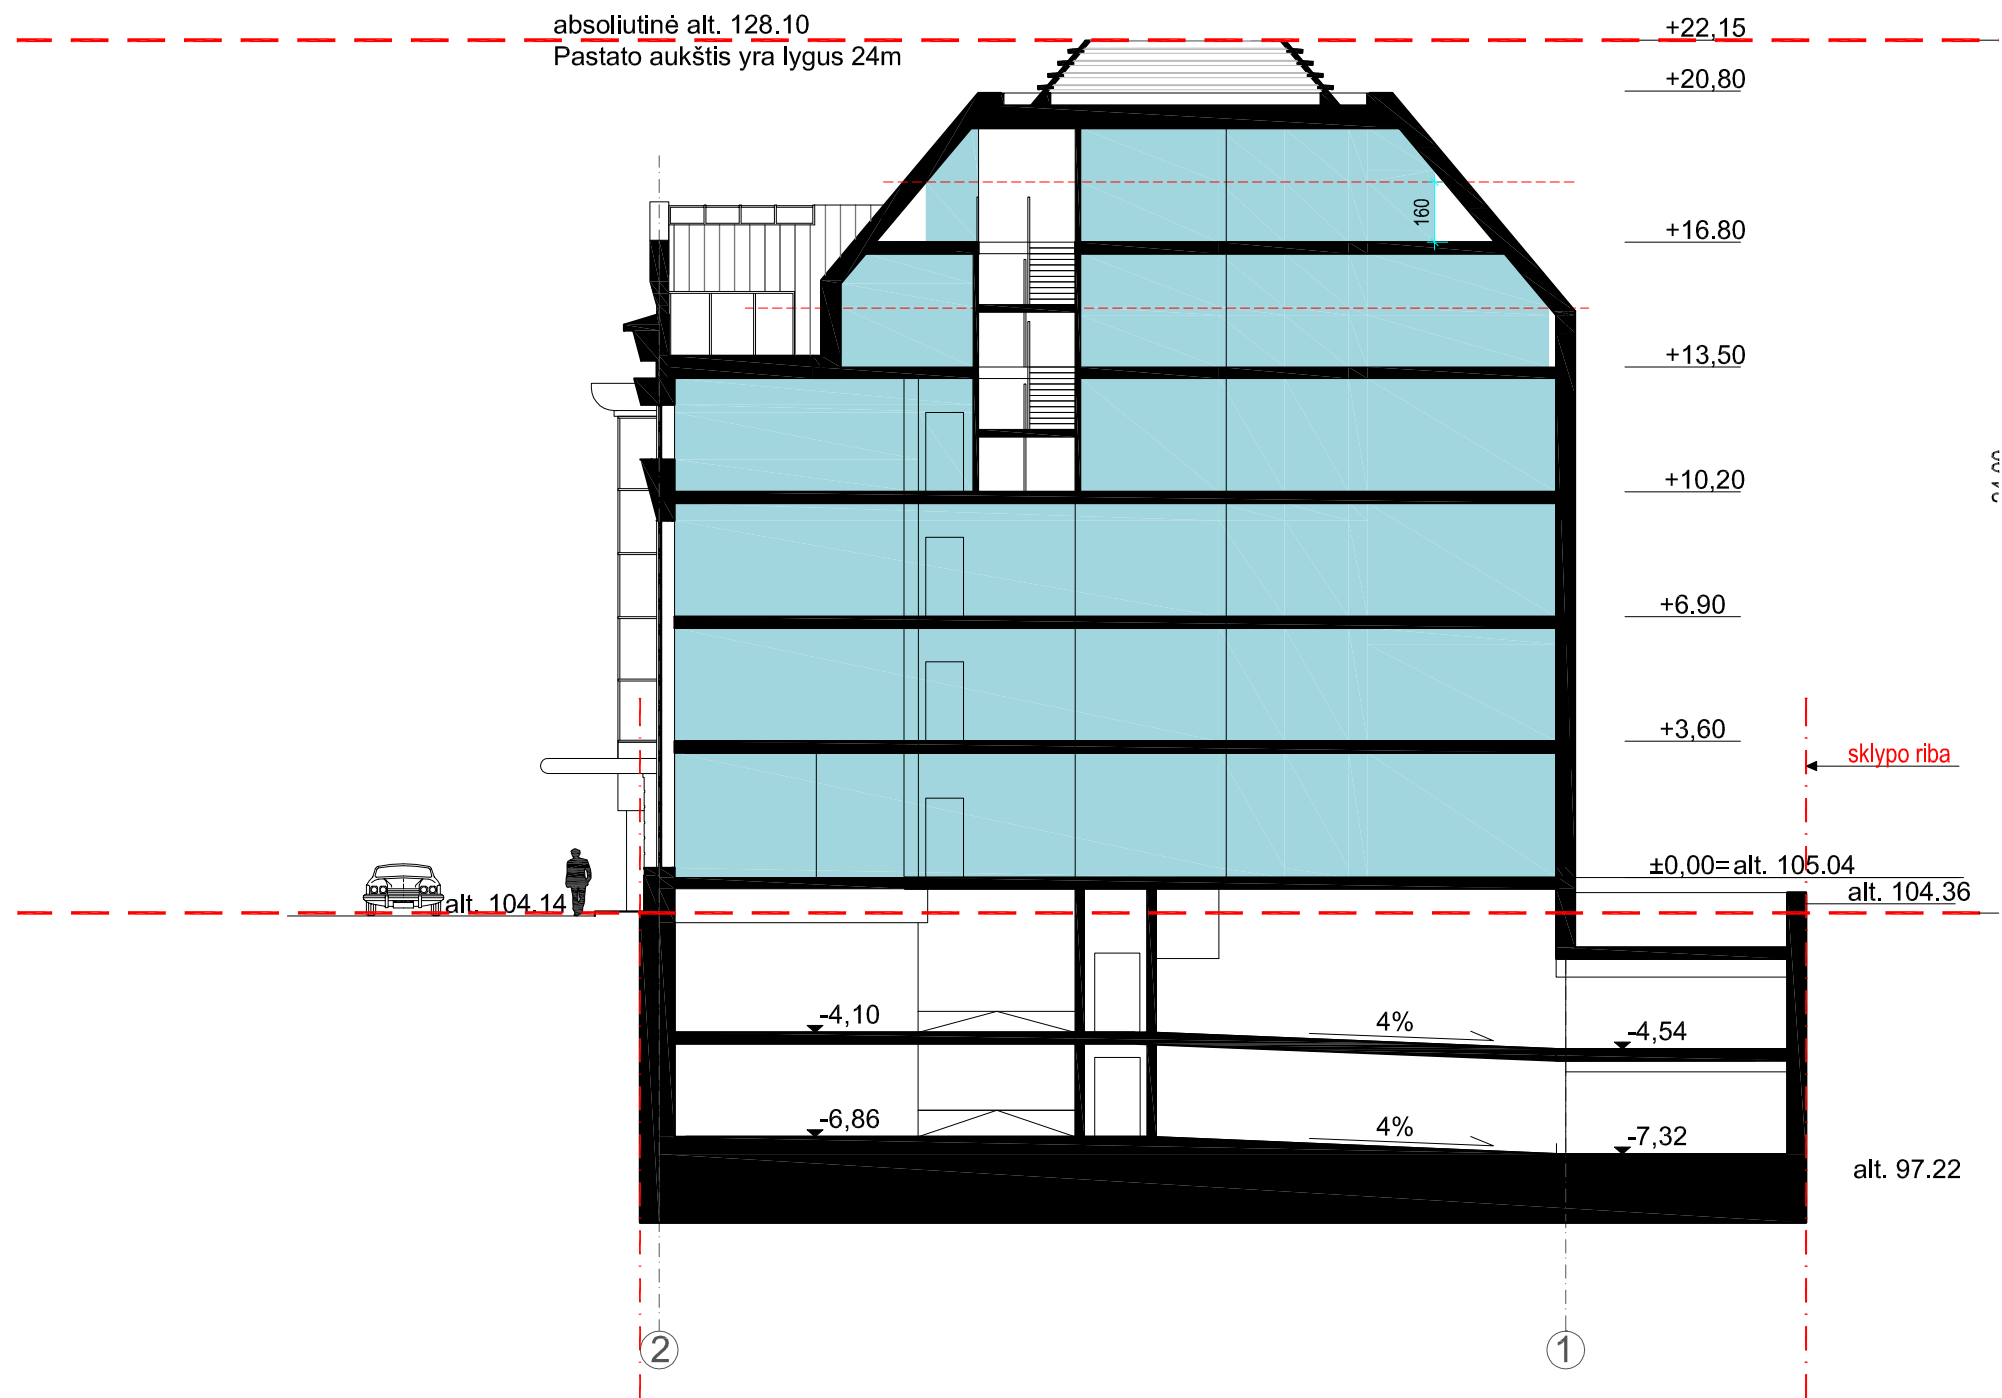 absoliutinė alt. 128.10
Pastato aukštis yra lygus 24m
+22,15
+20,80
160
+16.80
+13,50
+10,20
+6.90
+3,60
sklypo riba
±0,00=alt. 105.04
alt. 104.36
alt. 104.14
-4,10
4%
-4,54
-6,86
4%
-7,32
alt. 97.22
2
1